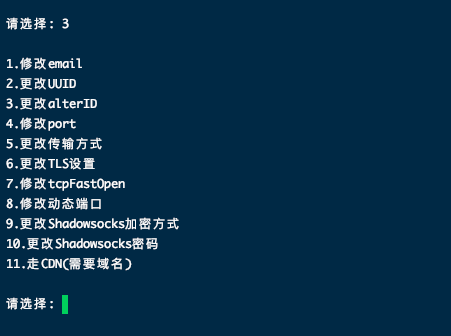 请选择: 3
1.修改email
2.更改UUID
3.更改alterID
4.修改port
5.更改传输方式
6.更改TLS设置
7.修改tcpFastOpen
8.修改动态端口
9.更改Shadowsocks加密方式
10.更改Shadowsocks密码
11.走CDN(需要域名)
请选择: